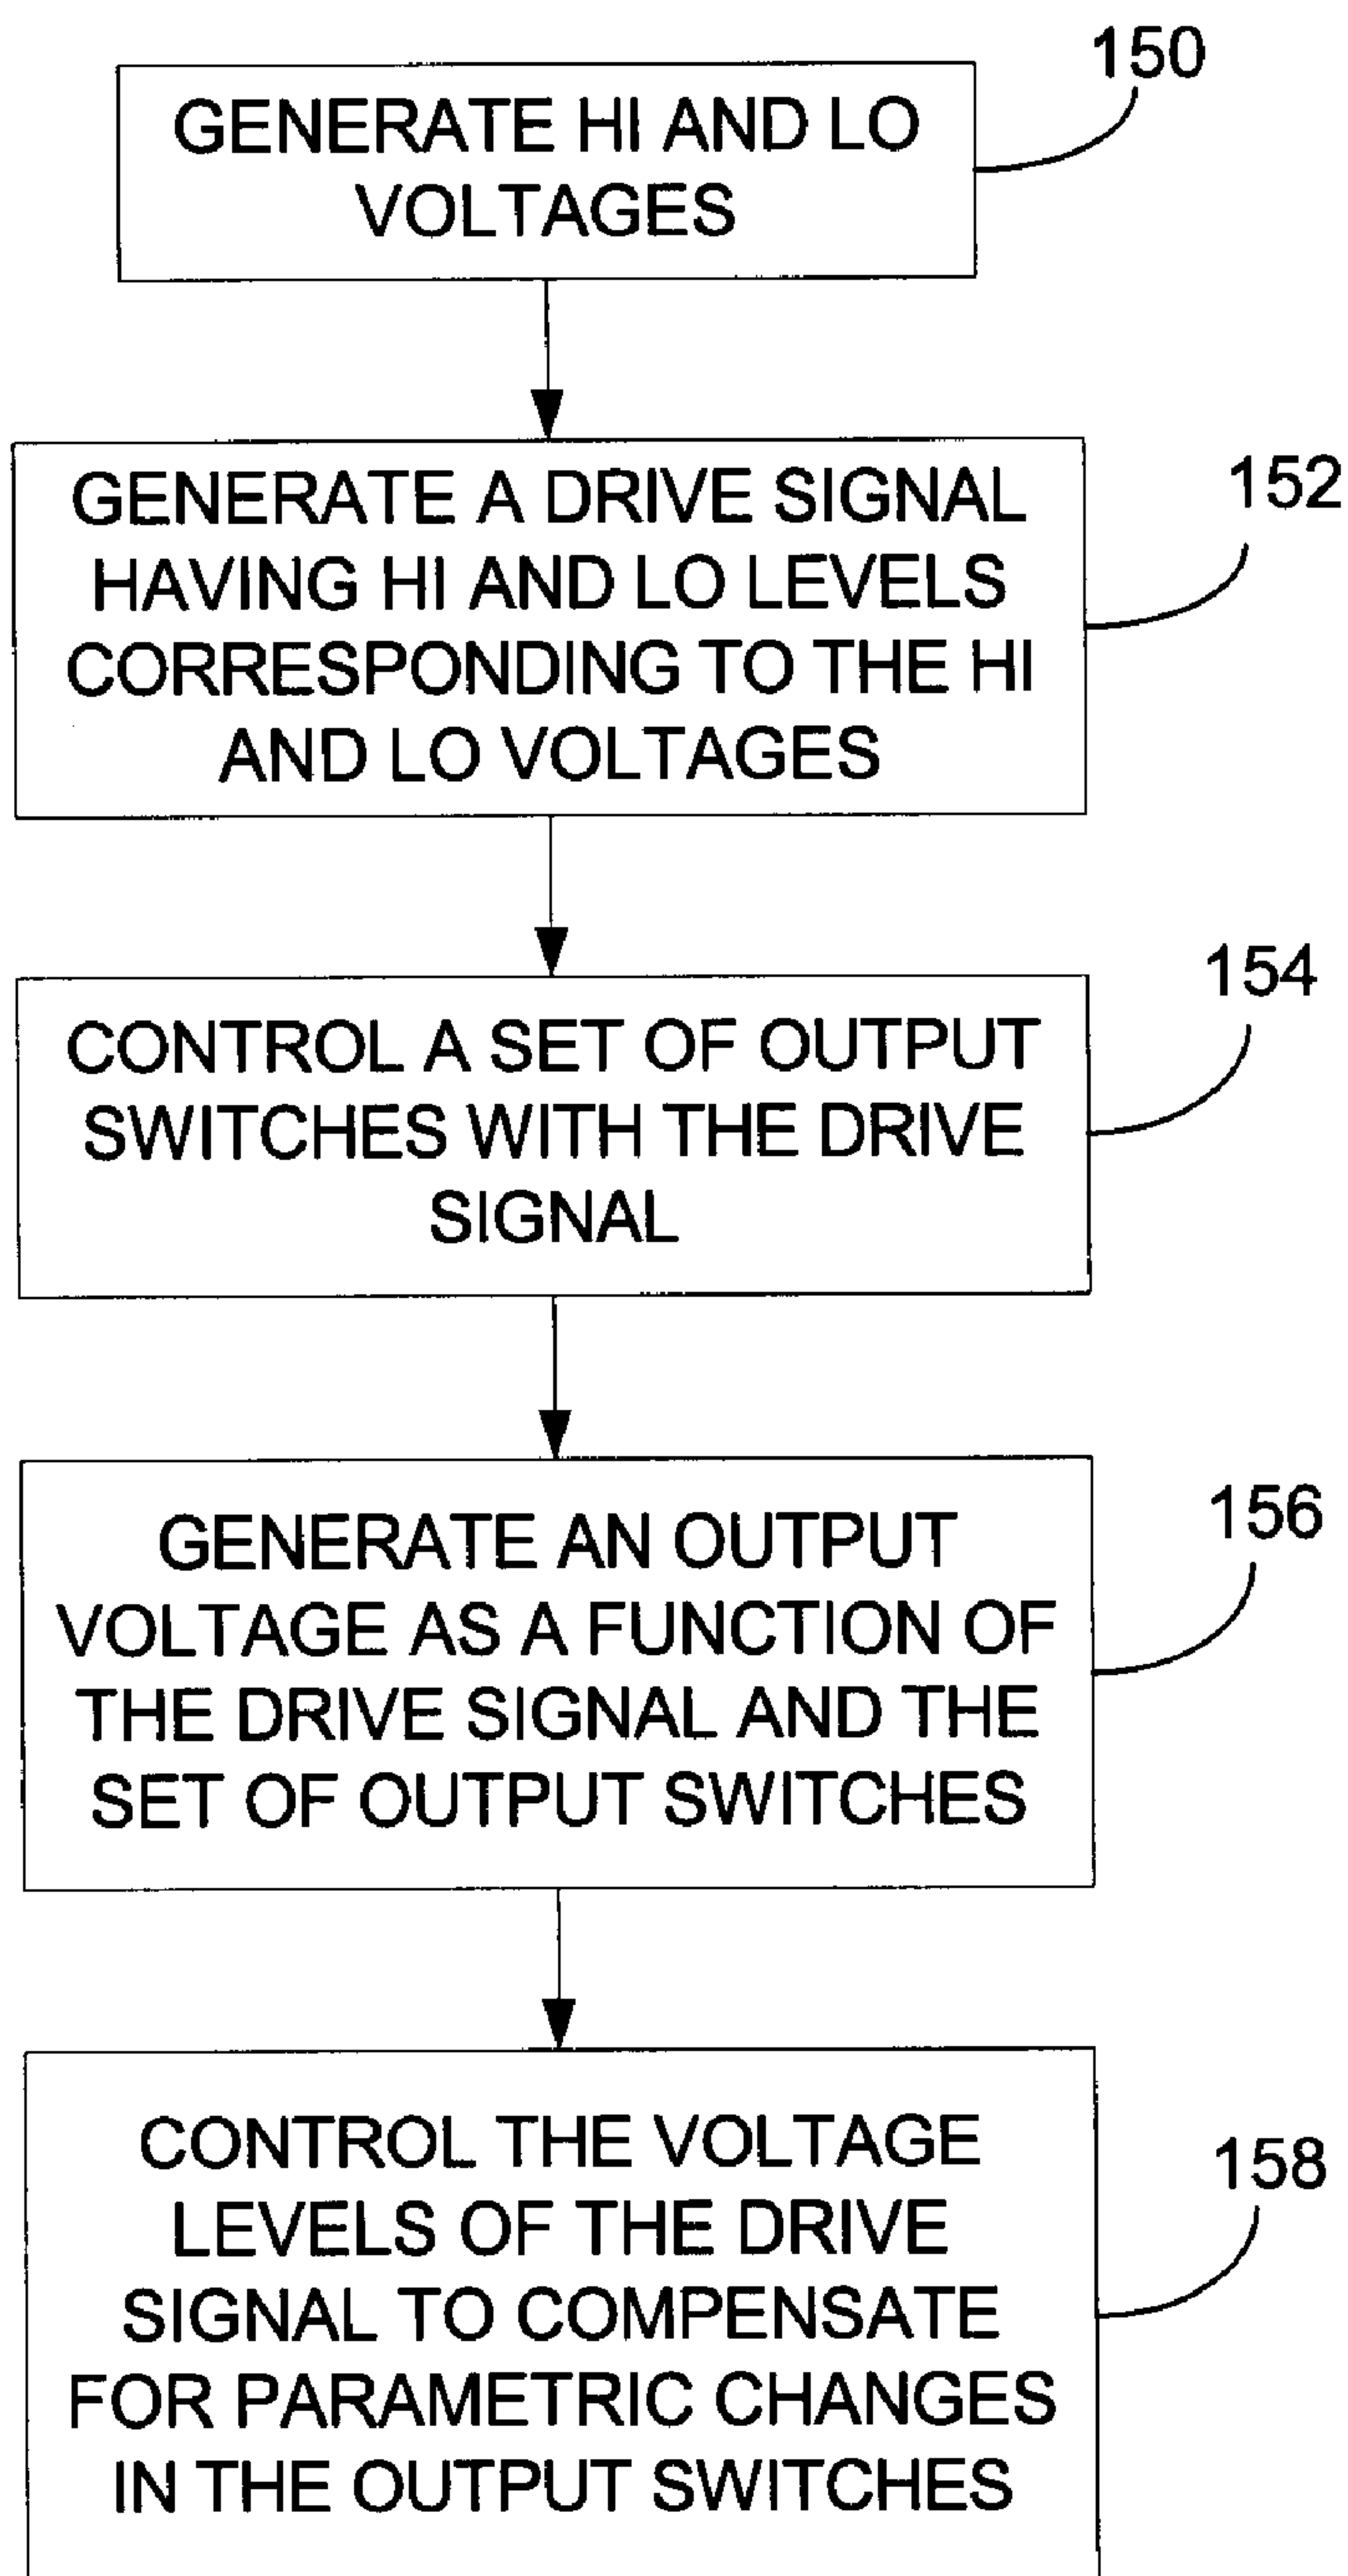 150
GENERATE HI AND LO
VOLTAGES
152
GENERATE A DRIVE SIGNAL
HAVING HI AND LO LEVELS
CORRESPONDING TO THE HI
AND LO VOLTAGES
154
CONTROL A SET OF OUTPUT
SWITCHES WITH THE DRIVE
SIGNAL
156
GENERATE AN OUTPUT
VOLTAGE AS A FUNCTION OF
THE DRIVE SIGNAL AND THE
SET OF OUTPUT SWITCHES
158
CONTROL THE VOLTAGE
LEVELS OF THE DRIVE
SIGNAL TO COMPENSATE
FOR PARAMETRIC CHANGES
IN THE OUTPUT SWITCHES